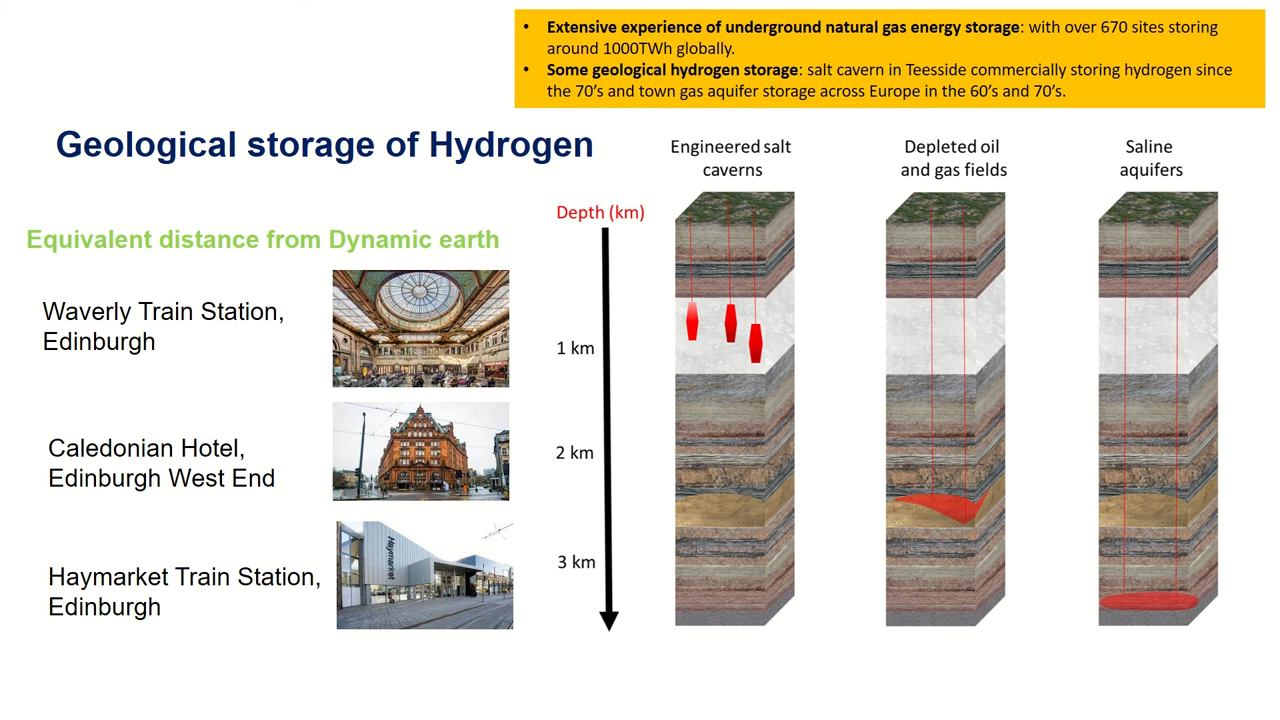 • Extensive experience of underground natural gas energy storage: with over 670 sites storing
around 1000TWh globally.
• Some geological hydrogen storage: salt cavern in Teesside commercially storing hydrogen since
the 70's and town gas aquifer storage across Europe in the 60's and 70's.
Geological storage of Hydrogen
Engineered salt
caverns
Depleted oil
and gas fields
Saline
aquifers
Depth (km)
Equivalent distance from Dynamic earth
Waverly Train Station,
Edinburgh
1 km
Caledonian Hotel,
Edinburgh West End
2 km
Haymarket
Haymarket Train Station,
Edinburgh
3 km